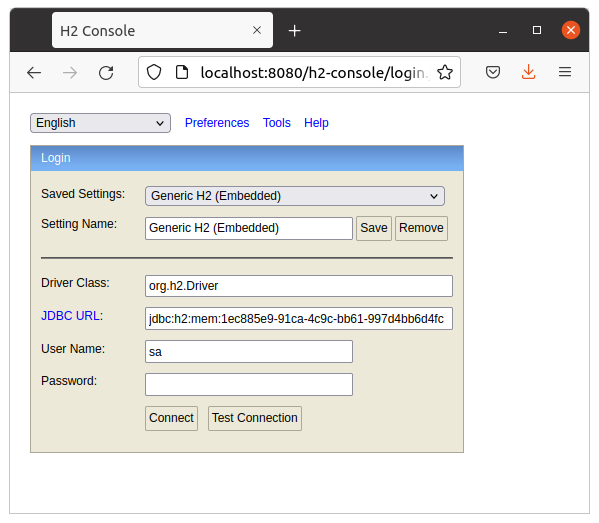 H2 Console
localhost:8080/h2-console/login.
English Preferences Tools Help
Login
Saved Settings: Generic H2 (Embedded)
Setting Name: Generic H2 (Embedded) Save Remove
Driver Class: org.h2.Driver
JDBC URL: jdbc:h2:mem:1ec885e9-91ca-4c9c-bb61-997d4bb6d4fc
User Name: sa
Password:
Connect Test Connection